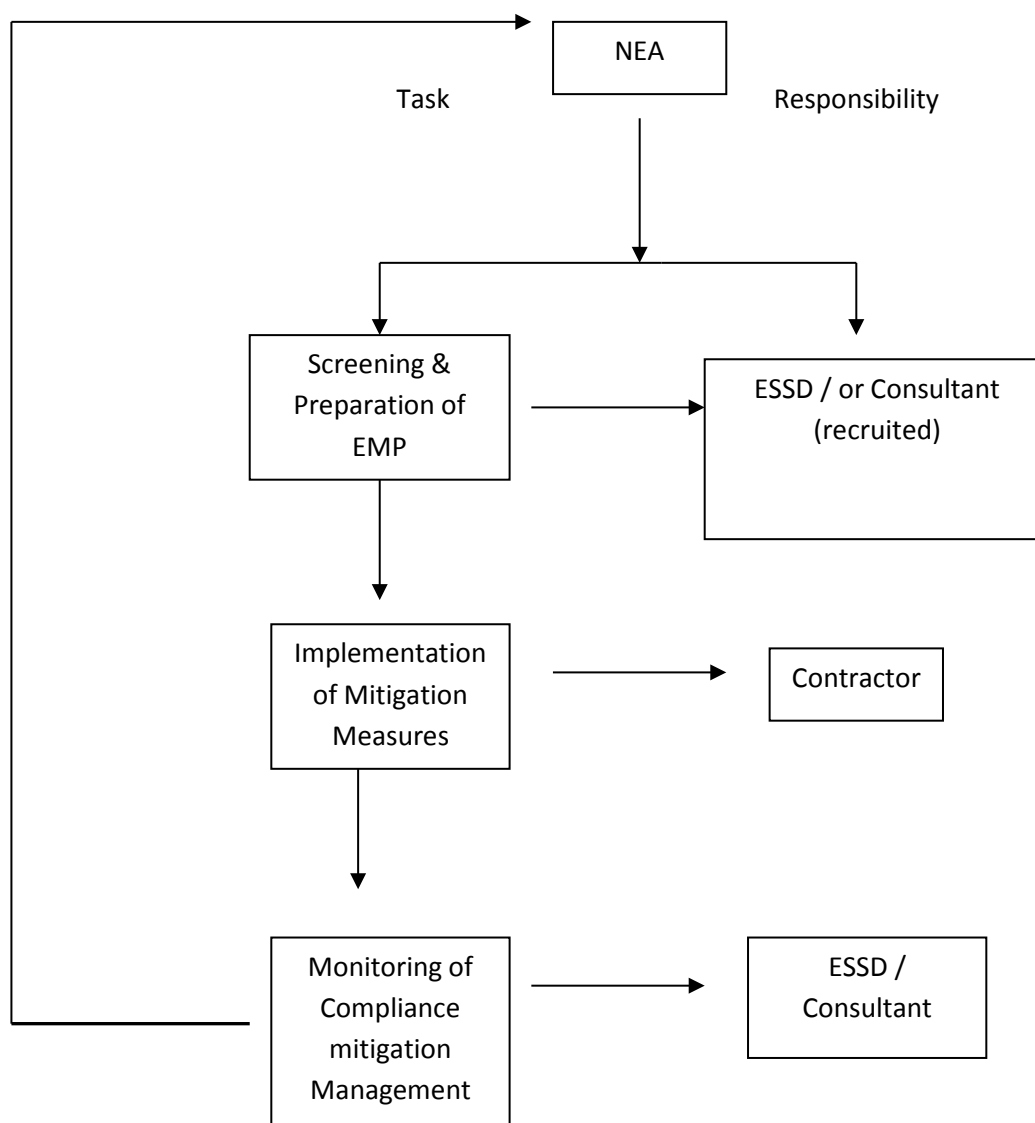 NEA
Task
Responsibility
Screening &
Preparation of
EMP
ESSD / or Consultant
(recruited)
Implementation
of Mitigation
Measures
Contractor
Monitoring of
Compliance
mitigation
Management
ESSD /
Consultant